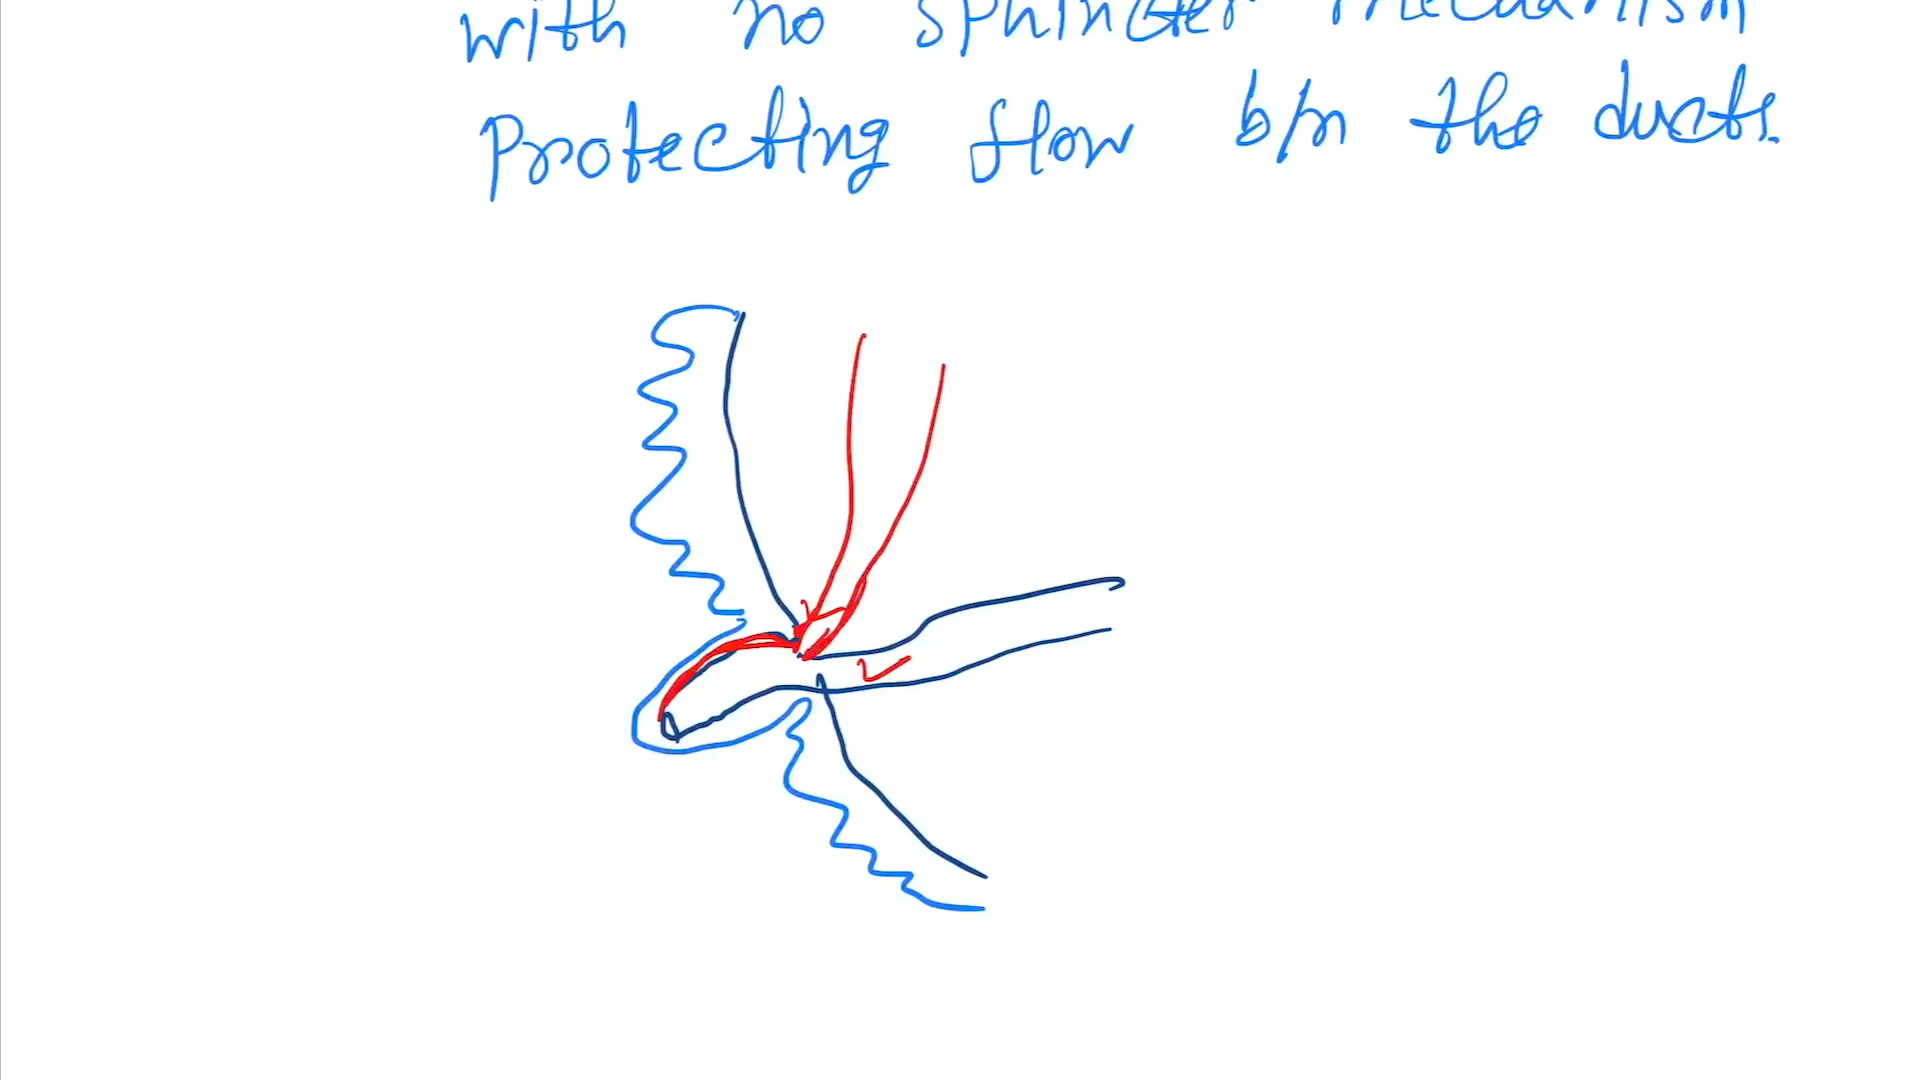 with no sphincter mechanism
Protecting flow b/n the ducts.